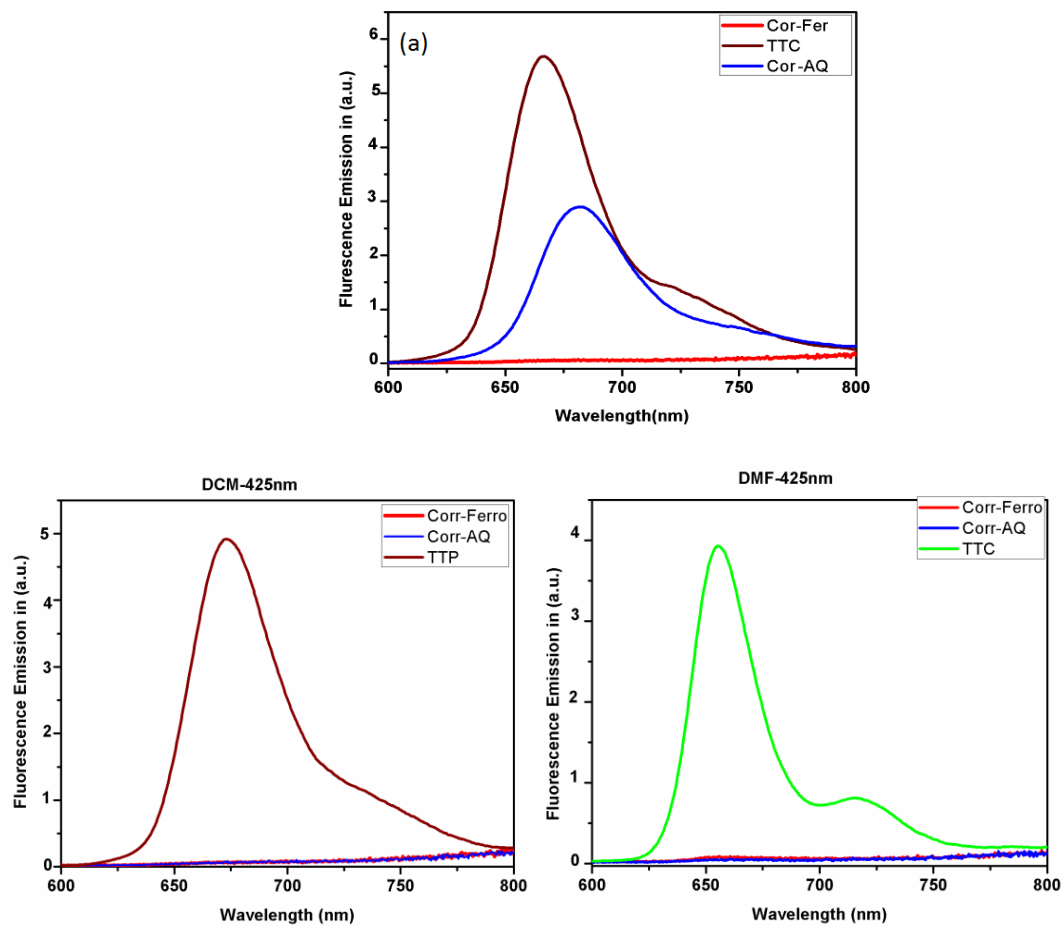 (a)
Cor-Fer
TTC
Cor-AQ
Flurescence Emission in (a.u.)
6
5
4
3
2
1
0
600 650 700 750 800
Wavelength(nm)
DCM-425nm
Corr-Ferro
Corr-AQ
TTP
Fluorescence Emission in (a.u.)
5
4
3
2
1
0
600 650 700 750 800
Wavelength (nm)
DMF-425nm
Corr-Ferro
Corr-AQ
TTC
Fluorescence Emission in (a.u.)
4
3
2
1
0
600 650 700 750 800
Wavelength (nm)